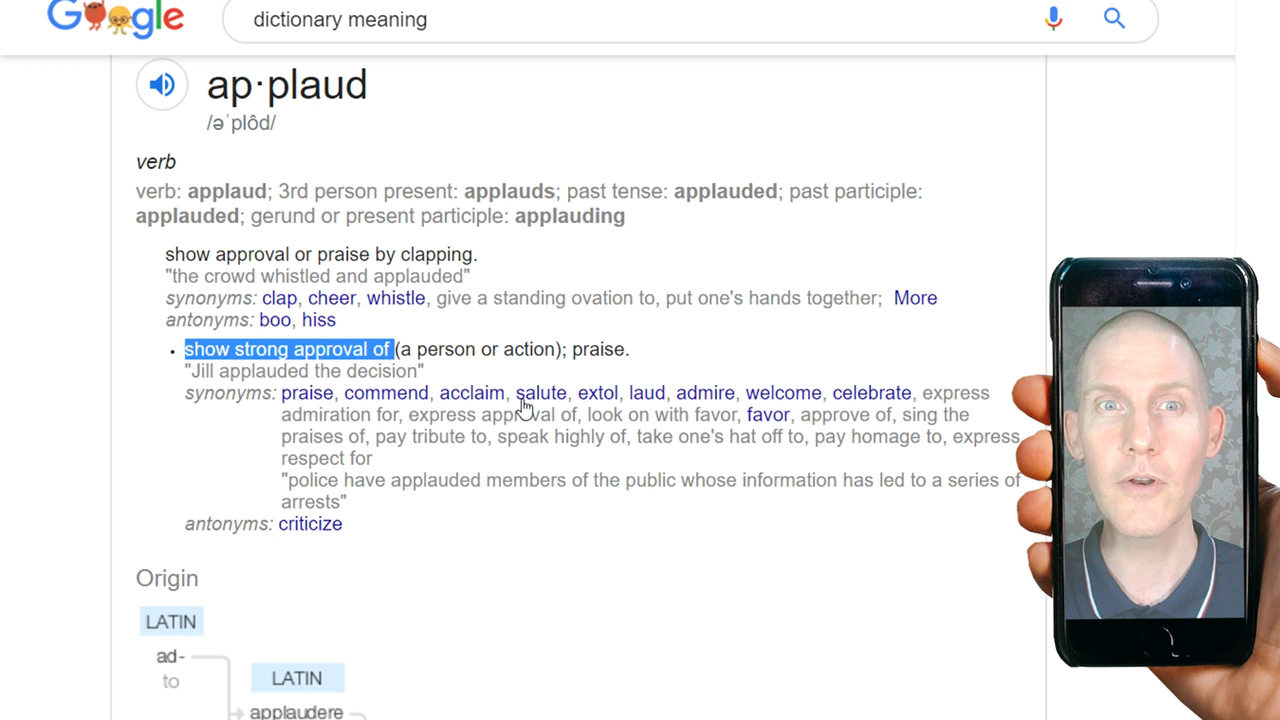 Google
dictionary meaning
ap·plaud
/əˈplôd/
verb
verb: applaud; 3rd person present: applauds; past tense: applauded; past participle:
applauded; gerund or present participle: applauding
show approval or praise by clapping.
"the crowd whistled and applauded"
synonyms: clap, cheer, whistle, give a standing ovation to, put one's hands together; More
antonyms: boo, hiss
• show strong approval of (a person or action); praise.
"Jill applauded the decision"
synonyms: praise, commend, acclaim, salute, extol, laud, admire, welcome, celebrate, express
admiration for, express approval of, look on with favor, favor, approve of, sing the
praises of, pay tribute to, speak highly of, take one's hat off to, pay homage to, express
respect for
"police have applauded members of the public whose information has led to a series of
arrests"
antonyms: criticize
Origin
LATIN
ad-
to
LATIN
applaudere